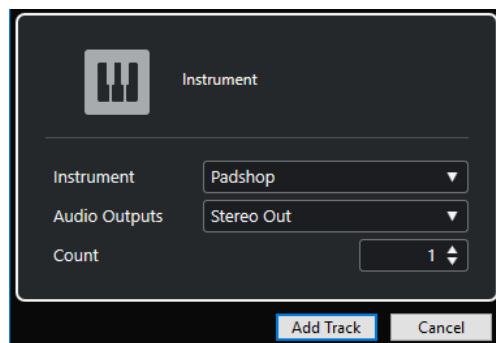 Instrument
Instrument Padshop
Audio Outputs Stereo Out
Count 1
Add Track Cancel